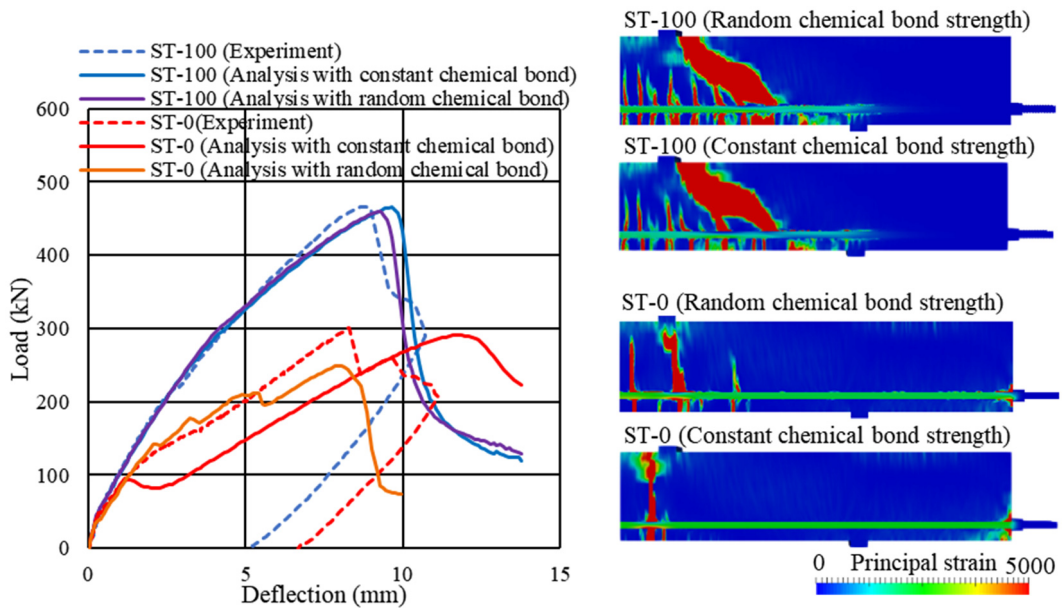 ST-100 (Experiment)
ST-100 (Analysis with constant chemical bond)
ST-100 (Analysis with random chemical bond)
ST-0(Experiment)
ST-0 (Analysis with constant chemical bond)
ST-0 (Analysis with random chemical bond)
600
500
400
300
200
100
0
Load (kN)
0
5
10
15
Deflection (mm)
ST-100 (Random chemical bond strength)
ST-100 (Constant chemical bond strength)
ST-0 (Random chemical bond strength)
ST-0 (Constant chemical bond strength)
0 Principal strain 5000